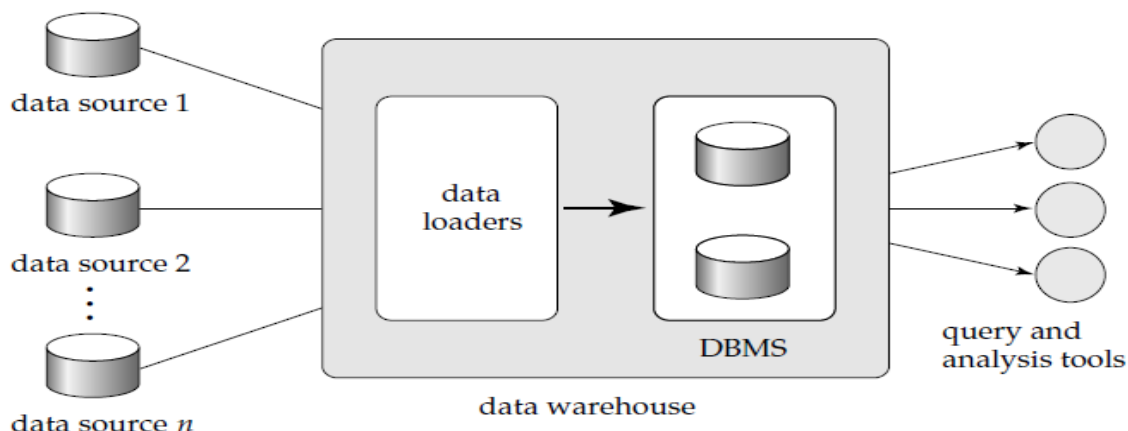 data source 1
data source 2
data source n
data
loaders
DBMS
data warehouse
query and
analysis tools